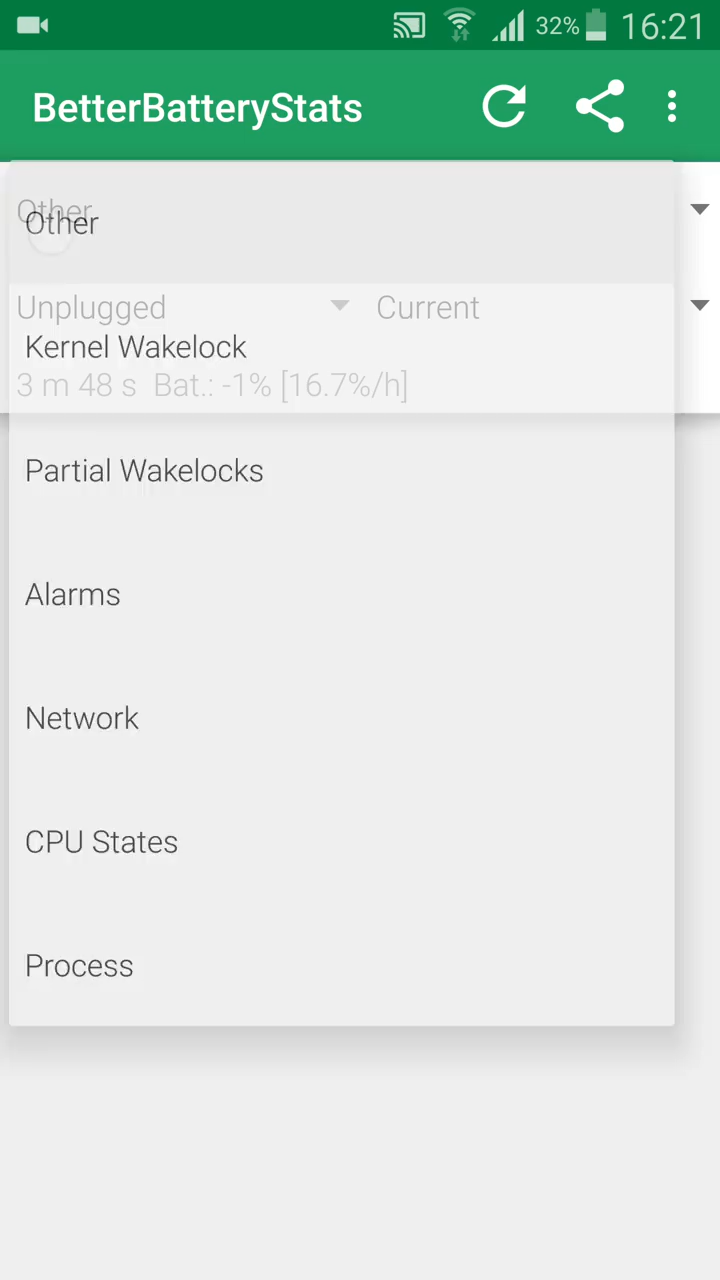 32% 16:21
BetterBatteryStats
Other
Other
Unplugged Current
Kernel Wakelock
3 m 48 s Bat.: -1% [16.7%/h]
Partial Wakelocks
Alarms
Network
CPU States
Process